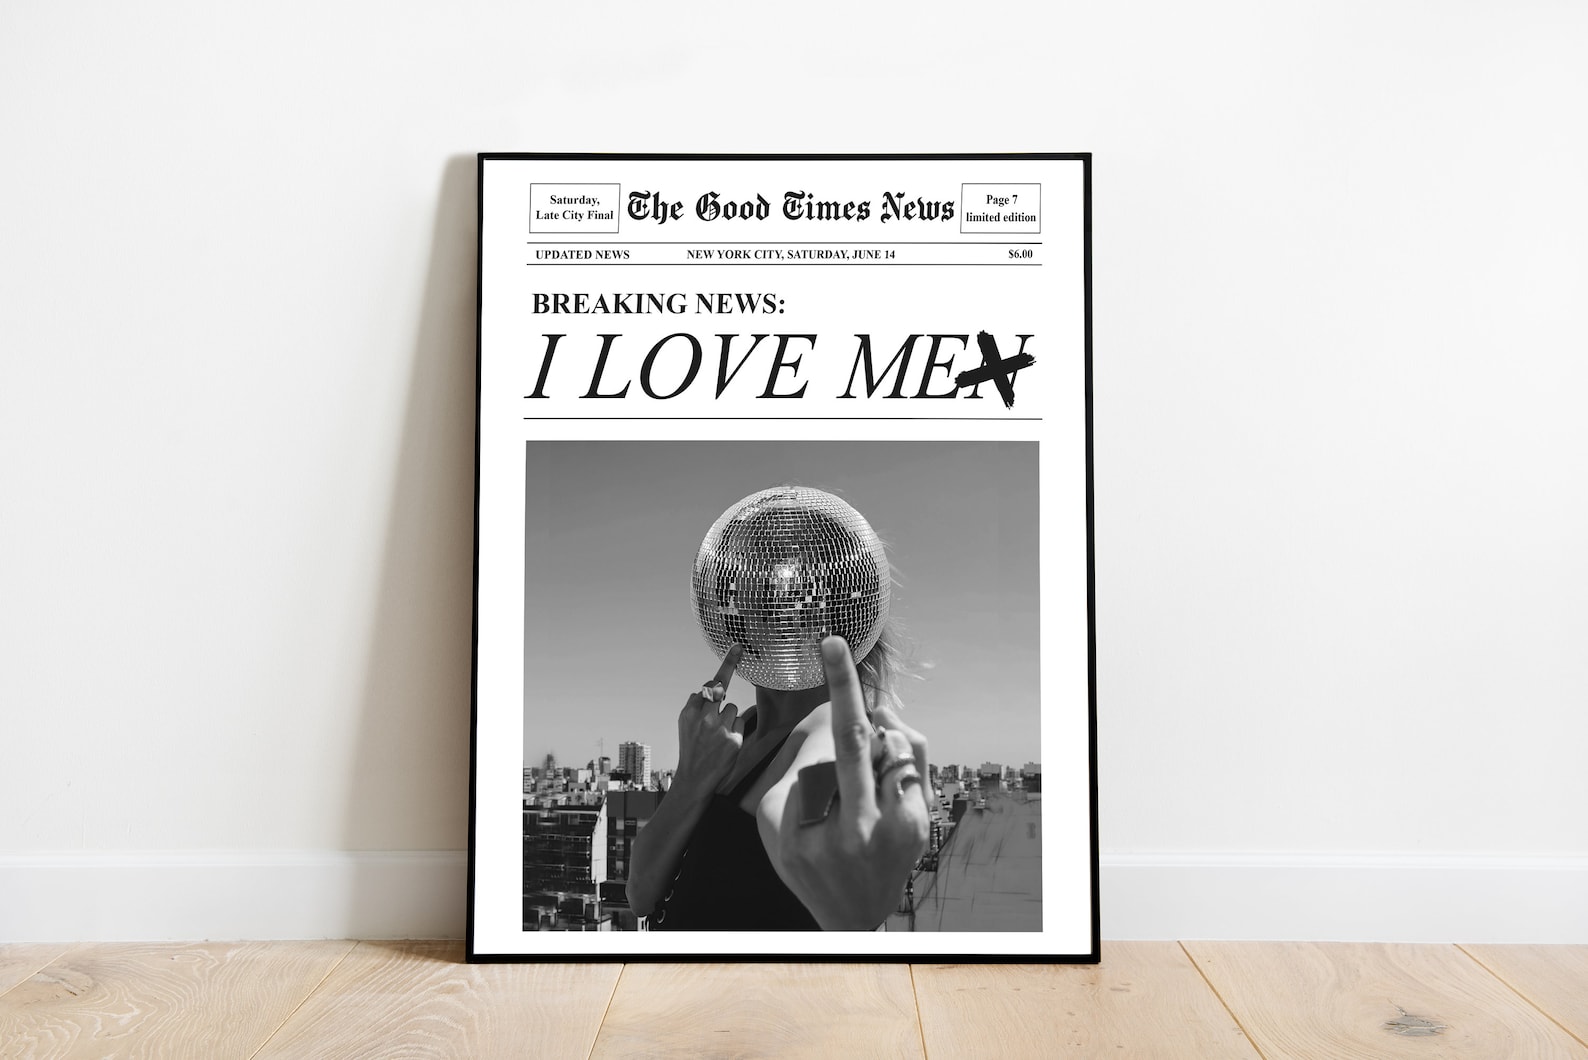 Saturday,
Late City Final
The Good Times News
Page 7
limited edition
UPDATED NEWS
NEW YORK CITY, SATURDAY, JUNE 14
$6.00
BREAKING NEWS:
I LOVE MEN